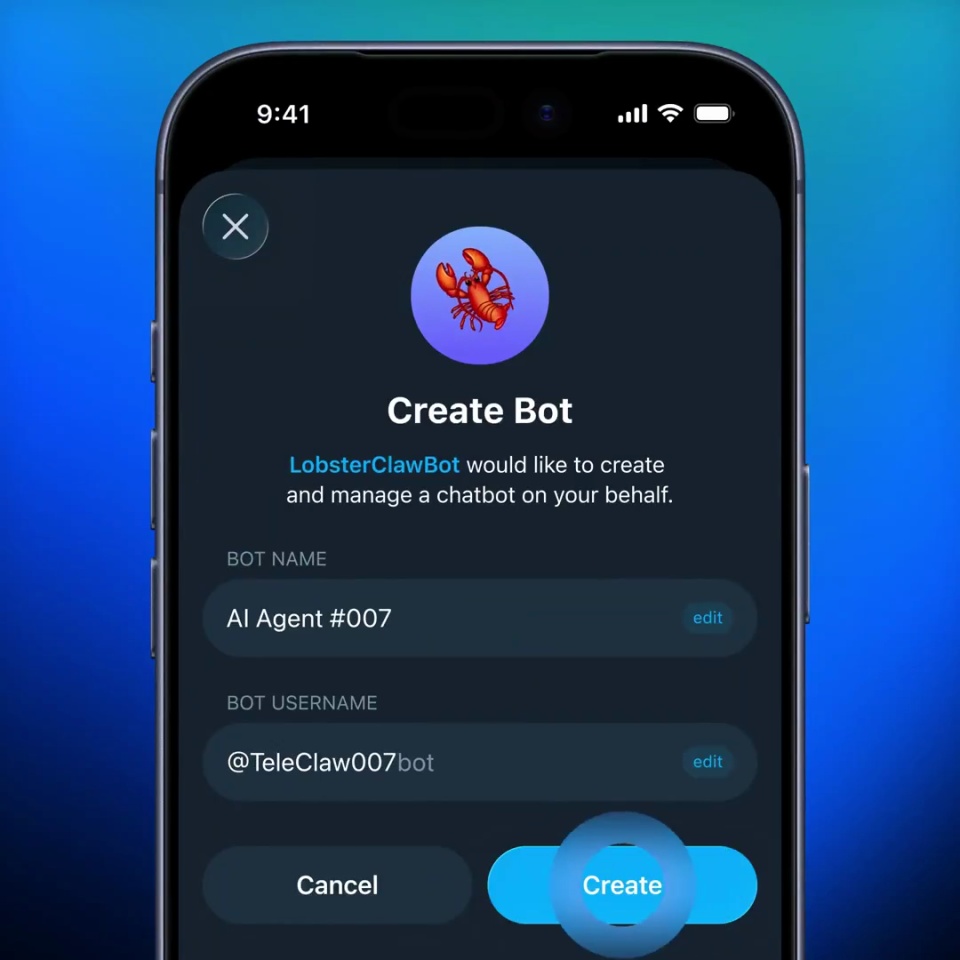 9:41
Create Bot
LobsterClawBot would like to create
and manage a chatbot on your behalf.
BOT NAME
AI Agent #007
edit
BOT USERNAME
@TeleClaw007bot
edit
Cancel
Create